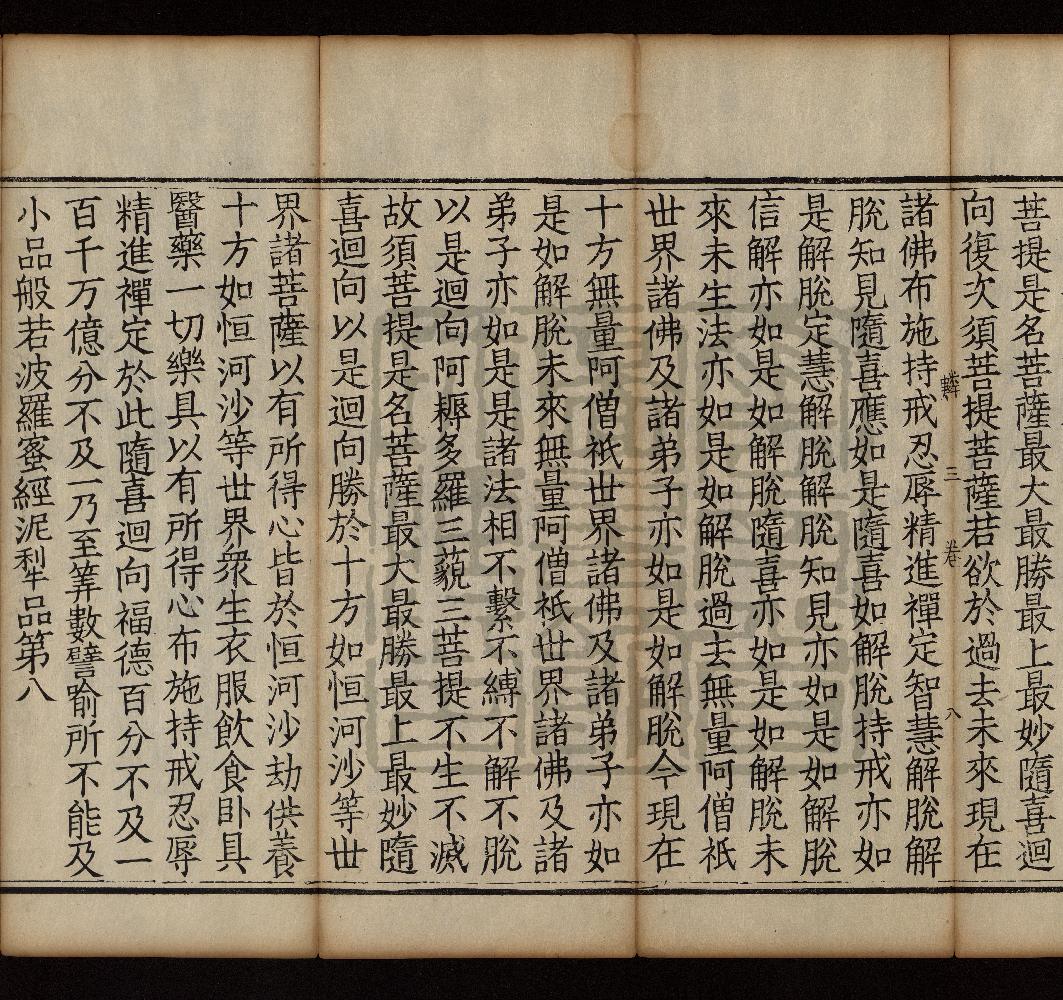 菩提是名菩薩最大最勝最上最妙隨喜迴
向復次須菩提菩薩若欲於過去未來現在
三 卷 八
諸佛布施持戒忍辱精進禪定智慧解脫解
脫知見隨喜應如是隨喜如解脫持戒亦如
是解脫定慧解脫解脫知見亦如是如解脫
信解亦如是如解脫隨喜亦如是如解脫未
來未生法亦如是如解脫過去無量阿僧祇
世界諸佛及諸弟子亦如是如解脫今現在
十方無量阿僧祇世界諸佛及諸弟子亦如
是如解脫未來無量阿僧祇世界諸佛及諸
弟子亦如是是諸法相不繫不縛不解不脫
以是迴向阿耨多羅三藐三菩提不生不滅
故須菩提是名菩薩最大最勝最上最妙隨
喜迴向以是迴向勝於十方如恒河沙等世
界諸菩薩以有所得心皆於恒河沙劫供養
十方如恒河沙等世界眾生衣服飲食臥具
醫藥一切樂具以有所得心布施持戒忍辱
精進禪定於此隨喜迴向福德百分不及一
百千万億分不及一乃至筭數譬喻所不能及
小品般若波羅蜜經泥犁品第八